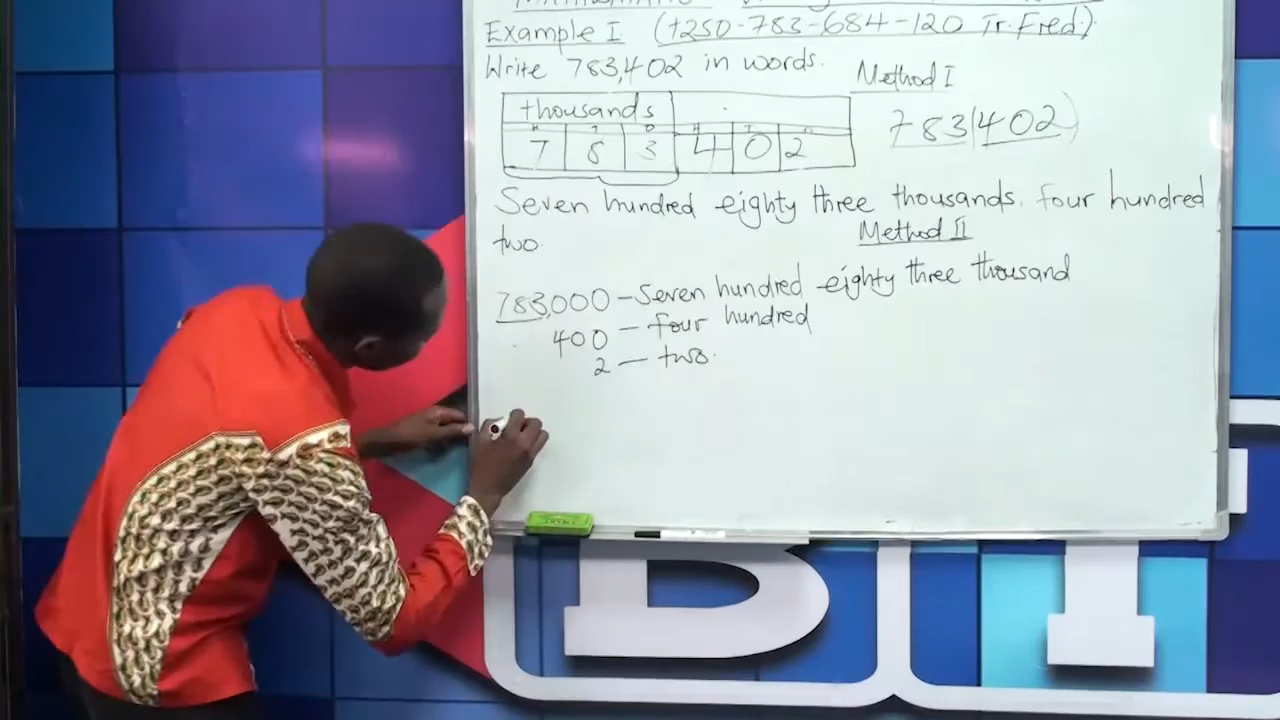 Example I (+250-783-684-120 Tr. Fred.)
Write 783,402 in words.
Method I
thousands
H T O H T
7 8 3 4 0 2
783 402
Seven hundred eighty three thousands. four hundred
two.
Method II
783,000 – Seven hundred eighty three thousand
400 – four hundred
2 – two.